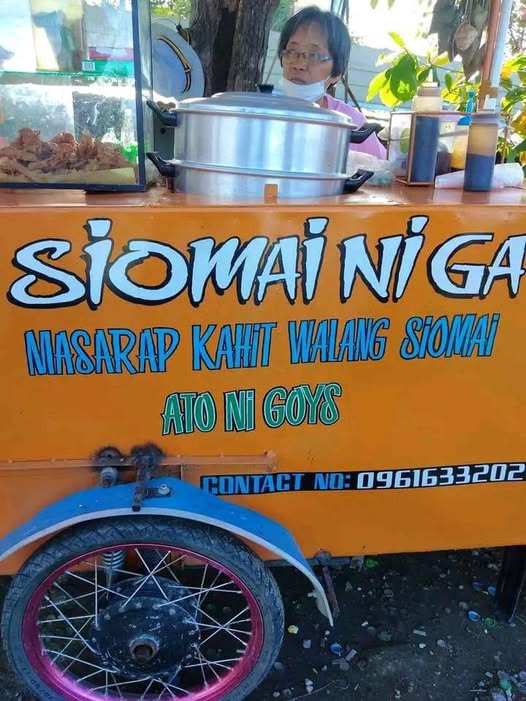 SiOMAi Ni GA
MASARAP KAHiT WALANG SiOMAi
ATO Ni GOYS
CONTACT NO: 0961633202